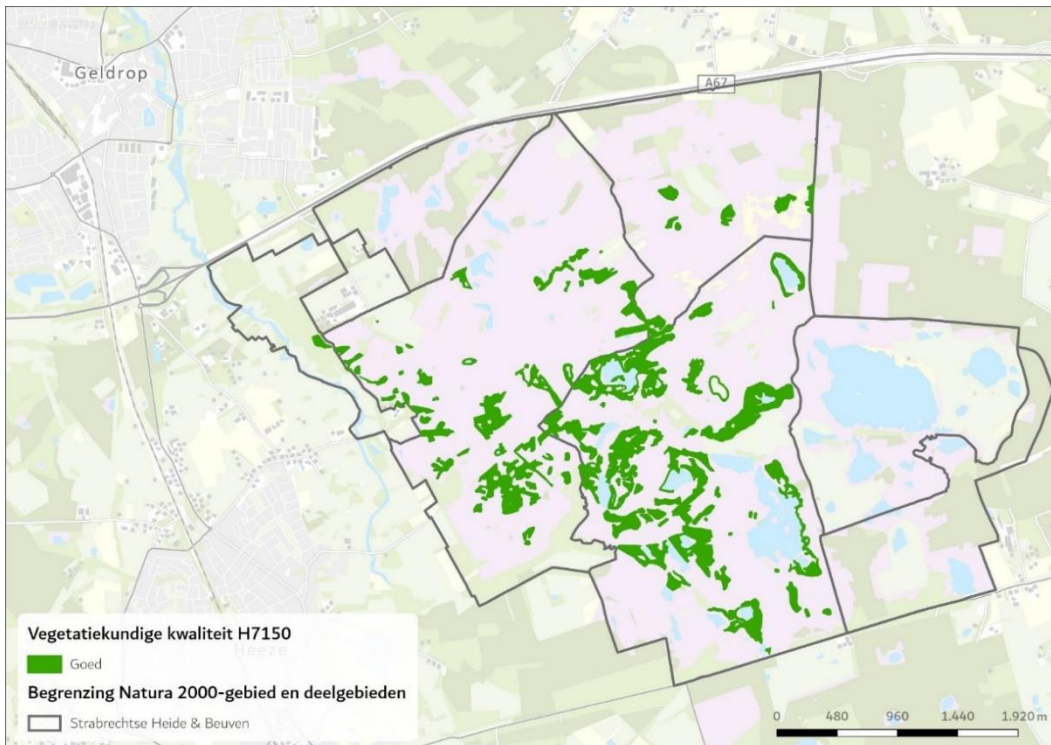 Geldrop
A67
Vegetatiekundige kwaliteit H7150
Goed
Heeze
Begrenzing Natura 2000-gebied en deelgebieden
Strabrechtse Heide & Beuven
0 480 960 1.440 1.920 m